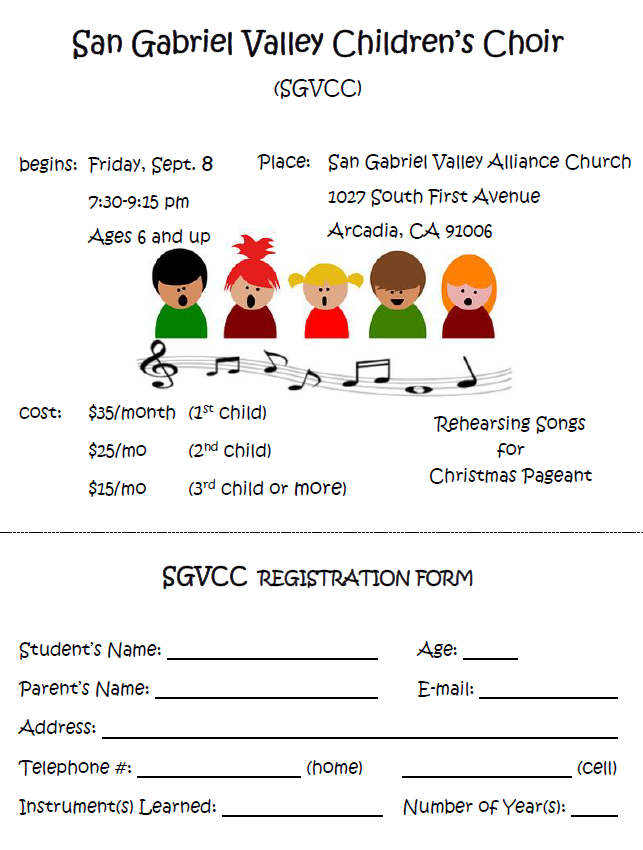 San Gabriel Valley Children's Choir
(SGVCC)
begins: Friday, Sept. 8
7:30-9:15 pm
Ages 6 and up
Place: San Gabriel Valley Alliance Church
1027 South First Avenue
Arcadia, CA 91006
cost: $35/month (1st child)
$25/mo (2nd child)
$15/mo (3rd child or more)
Rehearsing Songs
for
Christmas Pageant
SGVCC REGISTRATION FORM
Student's Name: Age:
Parent's Name: E-mail:
Address:
Telephone #: (home) (cell)
Instrument(s) Learned: Number of Year(s):